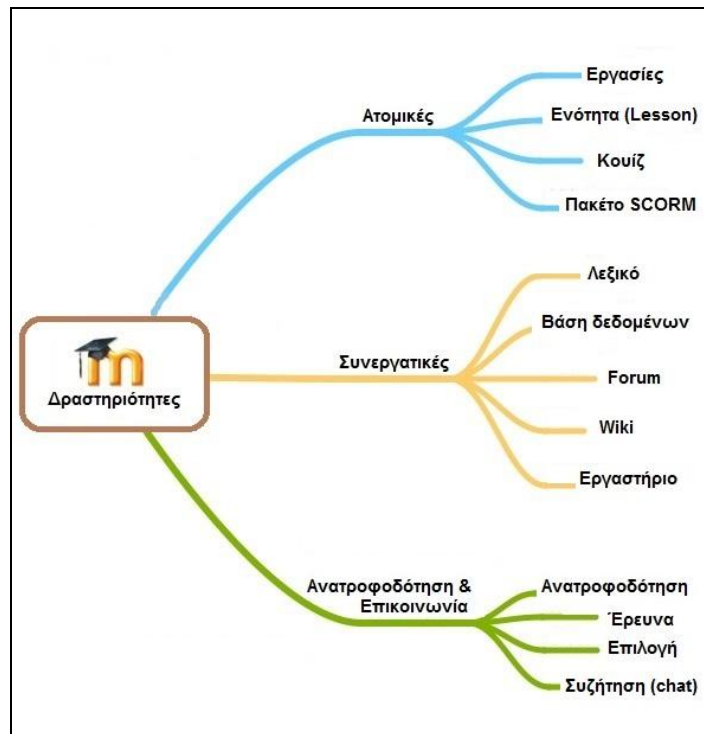 Εργασίες
Ατομικές
Ενότητα (Lesson)
Κουίζ
Πακέτο SCORM
Λεξικό
Βάση δεδομένων
Συνεργατικές
Forum
m
Δραστηριότητες
Wiki
Εργαστήριο
Ανατροφοδότηση &
Επικοινωνία
Ανατροφοδότηση
Έρευνα
Επιλογή
Συζήτηση (chat)